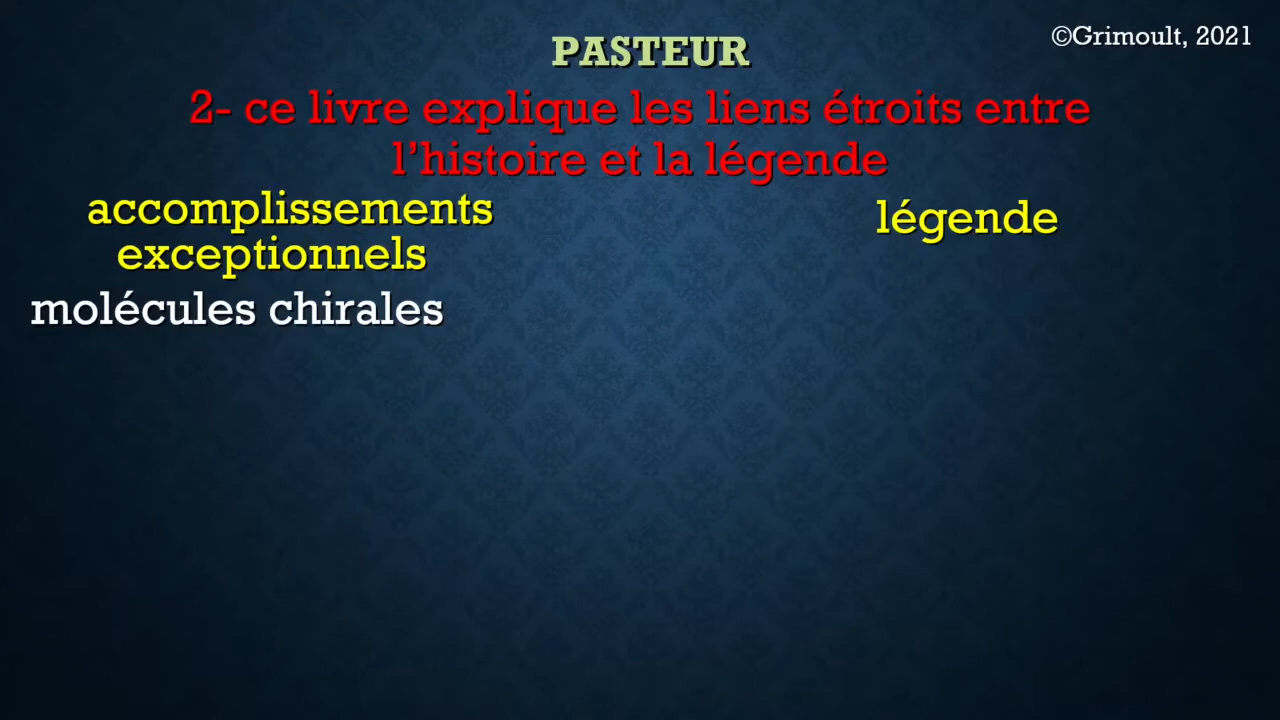 PASTEUR
©Grimoult, 2021
2- ce livre explique les liens étroits entre
l’histoire et la légende
accomplissements
exceptionnels
légende
molécules chirales